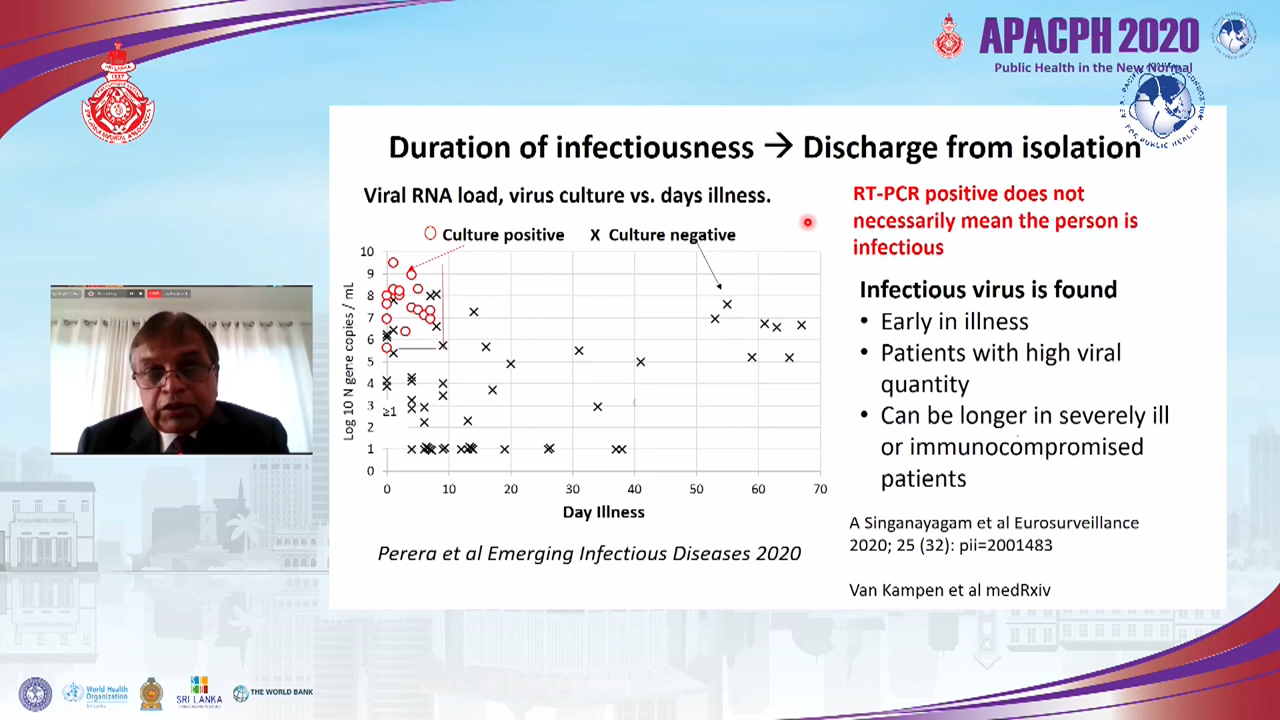 APACPH 2020
Public Health in the New Normal
SRI LANKA
1887
Duration of infectiousness → Discharge from isolation
Viral RNA load, virus culture vs. days illness.
Culture positive
X Culture negative
Log 10 N gene copies / mL
10
9
8
7
6
5
4
3
2
1
0
≥1
0 10 20 30 40 50 60 70
Day Illness
Perera et al Emerging Infectious Diseases 2020
RT-PCR positive does not
necessarily mean the person is
infectious
Infectious virus is found
• Early in illness
• Patients with high viral
quantity
• Can be longer in severely ill
or immunocompromised
patients
A Singanayagam et al Eurosurveillance
2020; 25 (32): pii=2001483
Van Kampen et al medRxiv
World Health
Organization
Sri Lanka
SRI LANKA
THE WORLD BANK